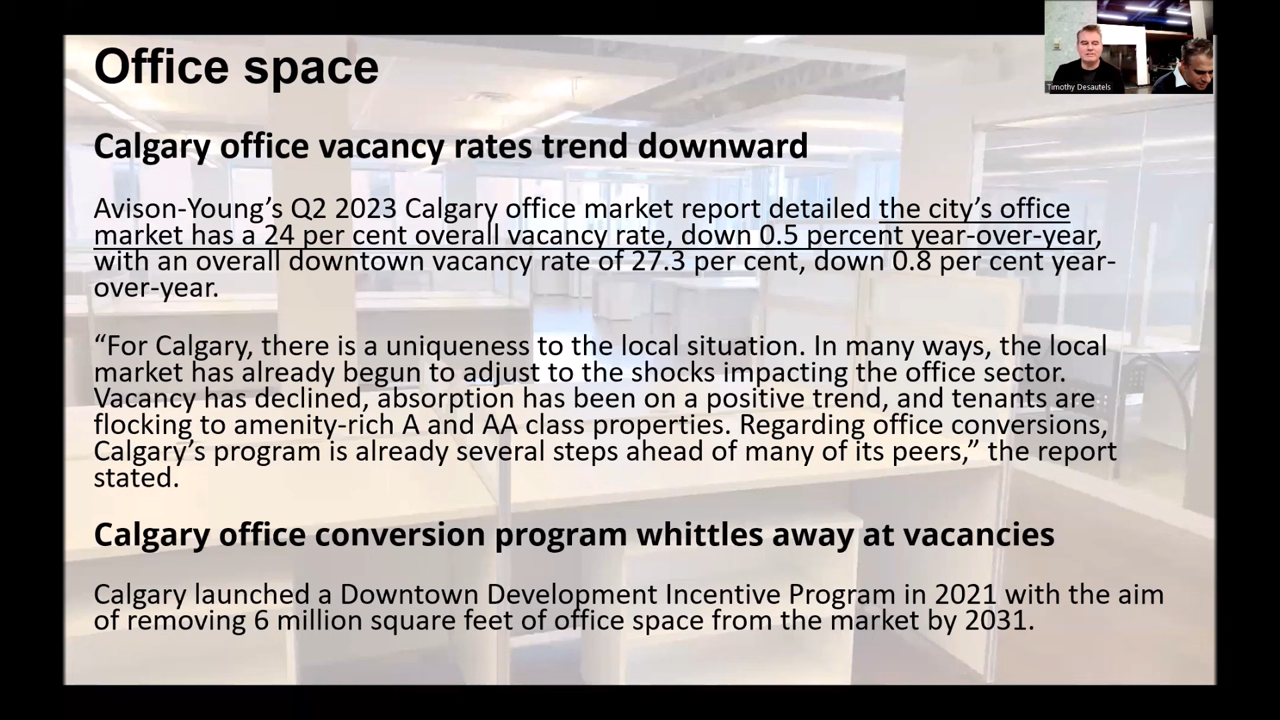 Office space
Timothy Desautels
Calgary office vacancy rates trend downward
Avison-Young’s Q2 2023 Calgary office market report detailed the city’s office
market has a 24 per cent overall vacancy rate, down 0.5 percent year-over-year,
with an overall downtown vacancy rate of 27.3 per cent, down 0.8 per cent year-
over-year.
“For Calgary, there is a uniqueness to the local situation. In many ways, the local
market has already begun to adjust to the shocks impacting the office sector.
Vacancy has declined, absorption has been on a positive trend, and tenants are
flocking to amenity-rich A and AA class properties. Regarding office conversions,
Calgary’s program is already several steps ahead of many of its peers,” the report
stated.
Calgary office conversion program whittles away at vacancies
Calgary launched a Downtown Development Incentive Program in 2021 with the aim
of removing 6 million square feet of office space from the market by 2031.